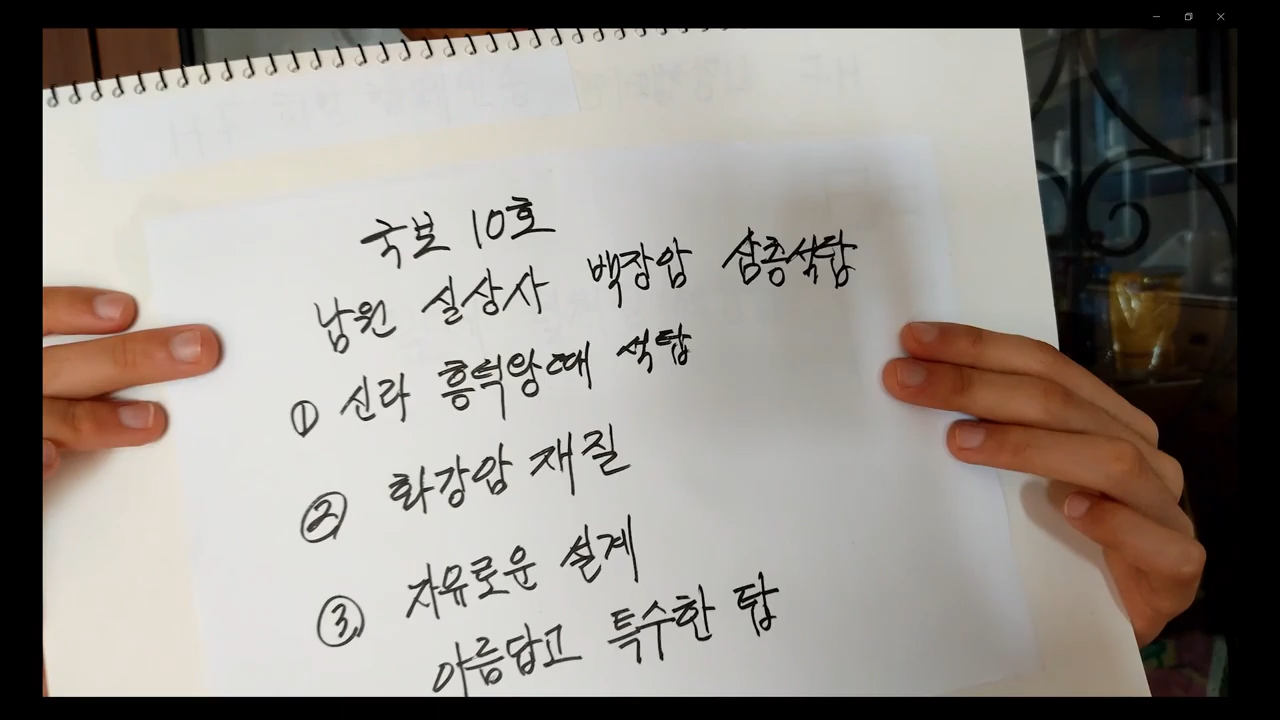 국보 10호
남원 실상사 백장암 삼층석탑
① 신라 흥덕왕때 석탑
② 화강암 재질
③ 자유로운 설계
아름답고 특수한 탑